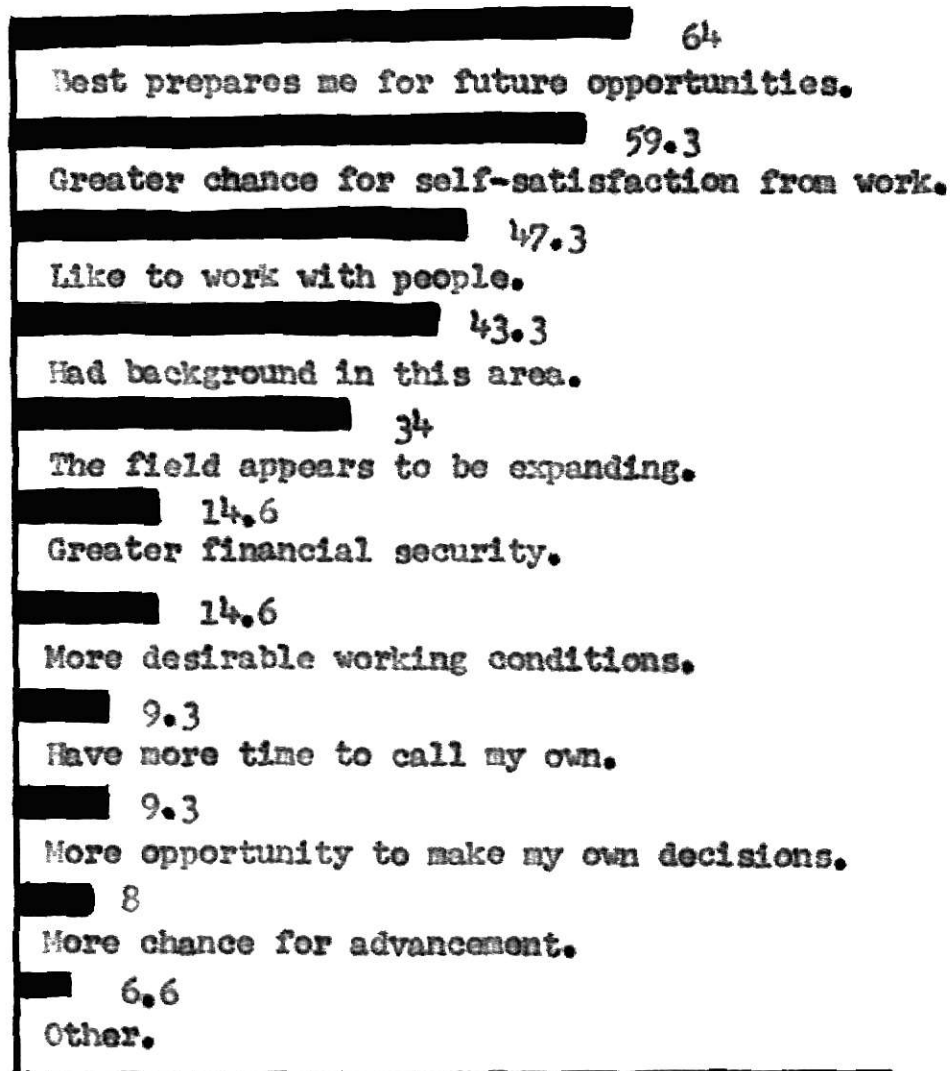 64
Best prepares me for future opportunities.
59.3
Greater chance for self-satisfaction from work.
47.3
Like to work with people.
43.3
Had background in this area.
34
The field appears to be expanding.
14.6
Greater financial security.
14.6
More desirable working conditions.
9.3
Have more time to call my own.
9.3
More opportunity to make my own decisions.
8
More chance for advancement.
6.6
Other.